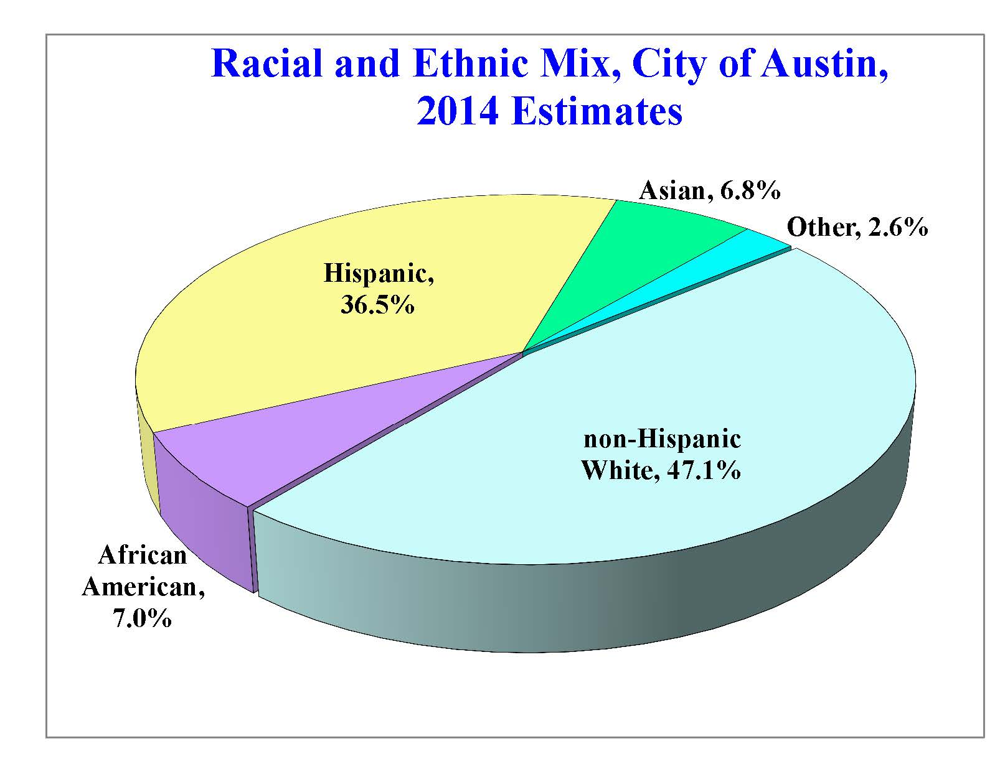 Racial and Ethnic Mix, City of Austin,
2014 Estimates
Asian, 6.8%
Other, 2.6%
Hispanic,
36.5%
non-Hispanic
White, 47.1%
African
American,
7.0%